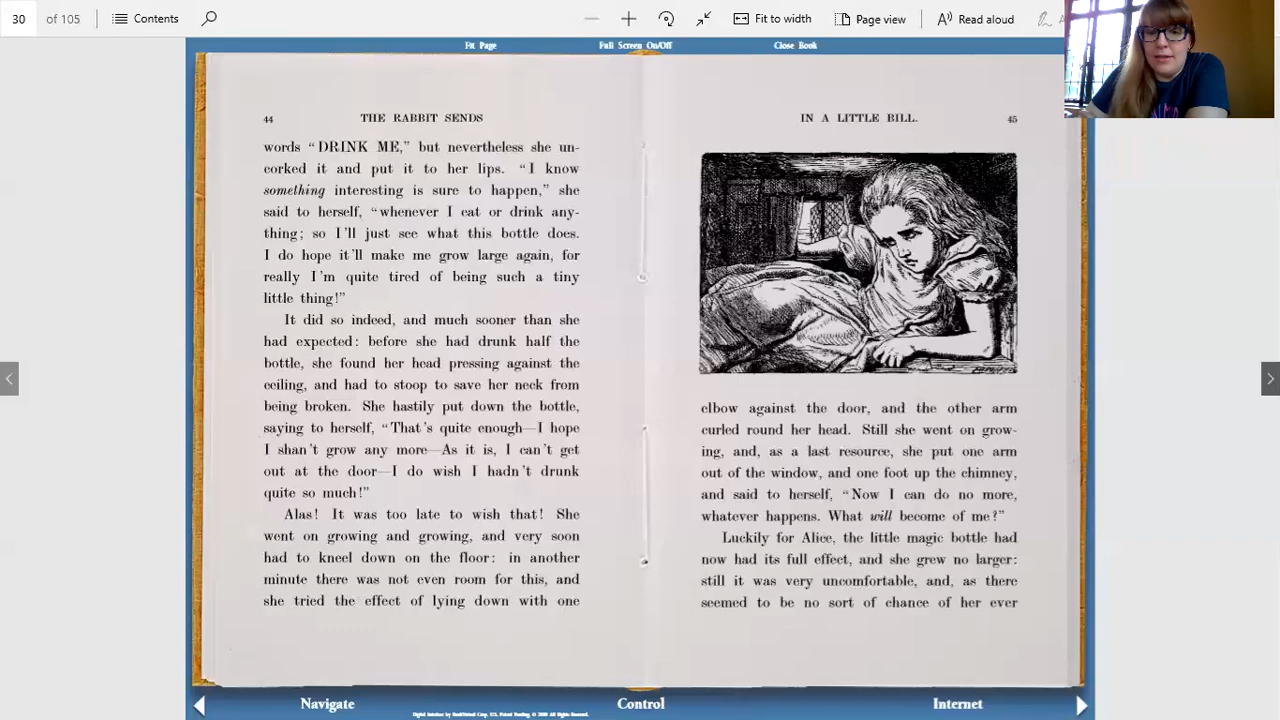 30 of 105 Contents Fit to width Page view Read aloud
Fit Page Full Screen On/Off Close Book
44 THE RABBIT SENDS
words “DRINK ME,” but nevertheless she un-
corked it and put it to her lips. “I know
something interesting is sure to happen,” she
said to herself, “whenever I eat or drink any-
thing; so I’ll just see what this bottle does.
I do hope it’ll make me grow large again, for
really I’m quite tired of being such a tiny
little thing!”
It did so indeed, and much sooner than she
had expected: before she had drunk half the
bottle, she found her head pressing against the
ceiling, and had to stoop to save her neck from
being broken. She hastily put down the bottle,
saying to herself, “That’s quite enough—I hope
I shan’t grow any more—As it is, I can’t get
out at the door—I do wish I hadn’t drunk
quite so much!”
Alas! It was too late to wish that! She
went on growing and growing, and very soon
had to kneel down on the floor: in another
minute there was not even room for this, and
she tried the effect of lying down with one
IN A LITTLE BILL. 45
elbow against the door, and the other arm
curled round her head. Still she went on grow-
ing, and, as a last resource, she put one arm
out of the window, and one foot up the chimney,
and said to herself, “Now I can do no more,
whatever happens. What will become of me?”
Luckily for Alice, the little magic bottle had
now had its full effect, and she grew no larger:
still it was very uncomfortable, and, as there
seemed to be no sort of chance of her ever
Navigate Control Internet